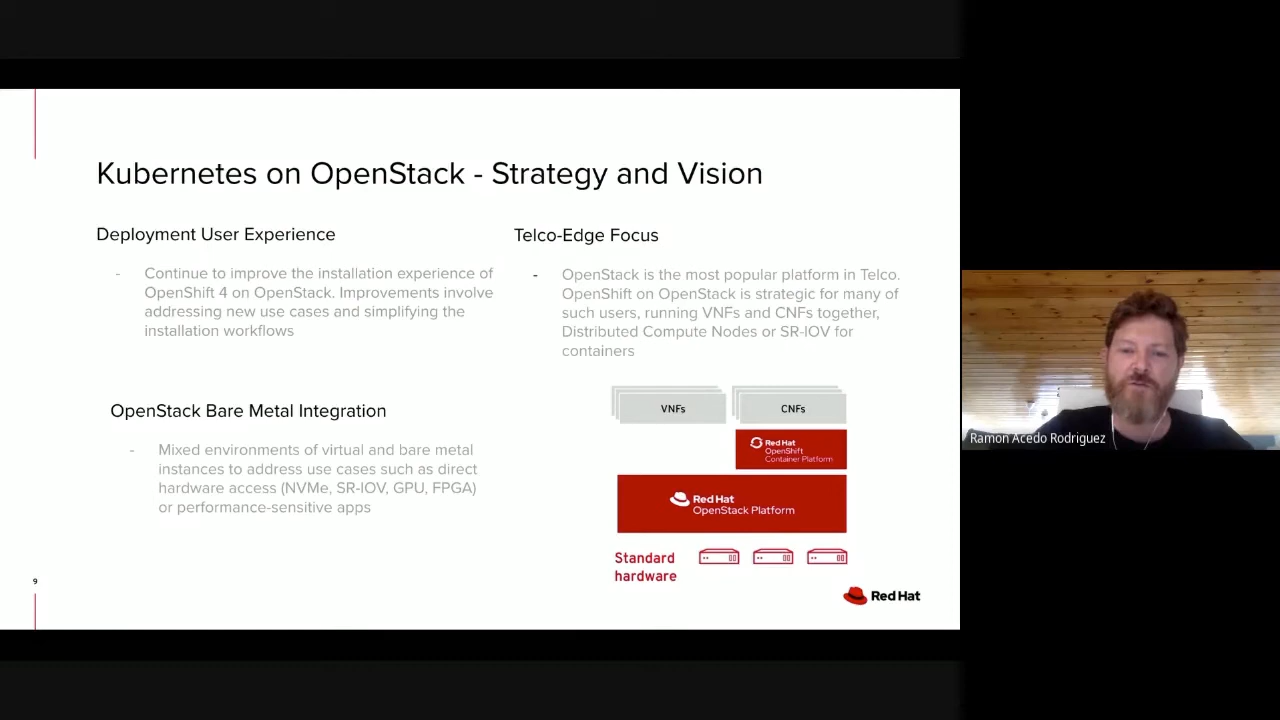 Kubernetes on OpenStack - Strategy and Vision
Deployment User Experience
- Continue to improve the installation experience of
OpenShift 4 on OpenStack. Improvements involve
addressing new use cases and simplifying the
installation workflows
OpenStack Bare Metal Integration
- Mixed environments of virtual and bare metal
instances to address use cases such as direct
hardware access (NVMe, SR-IOV, GPU, FPGA)
or performance-sensitive apps
Telco-Edge Focus
- OpenStack is the most popular platform in Telco.
OpenShift on OpenStack is strategic for many of
such users, running VNFs and CNFs together,
Distributed Compute Nodes or SR-IOV for
containers
VNFs
CNFs
Red Hat
OpenShift
Container Platform
Red Hat
OpenStack Platform
Standard
hardware
9
Red Hat
Ramon Acedo Rodriguez